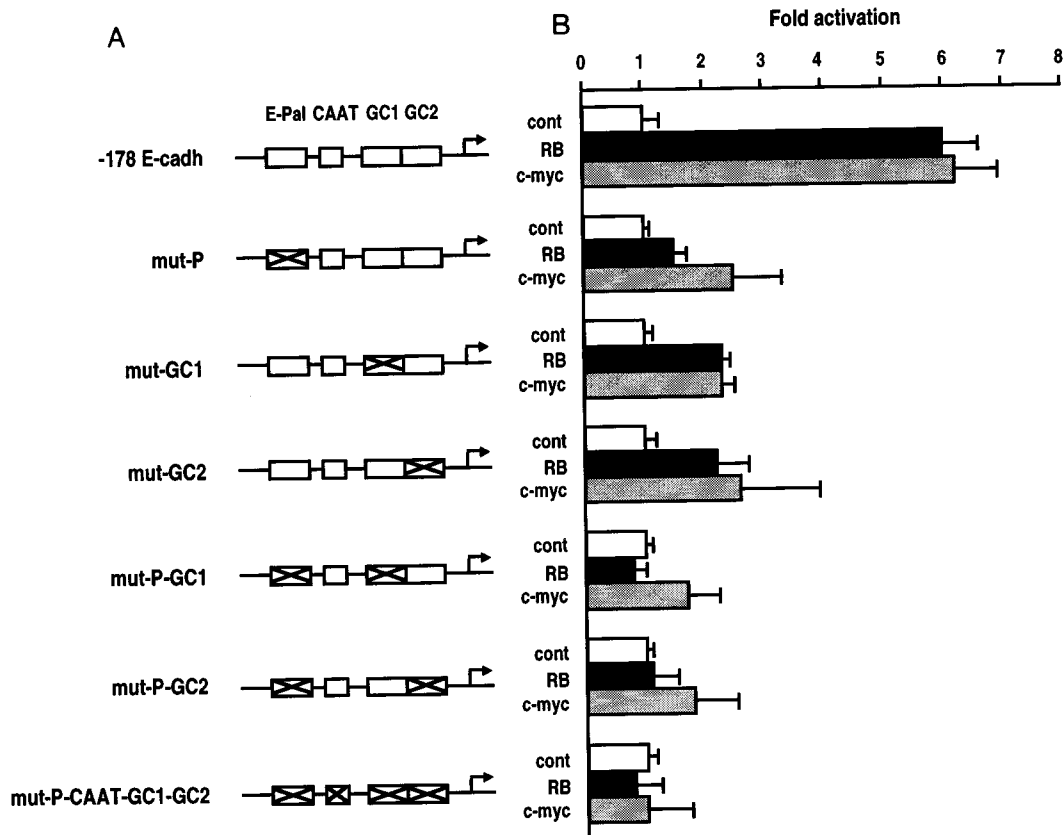 A
B
Fold activation
0 1 2 3 4 5 6 7 8
E-Pal CAAT GC1 GC2
-178 E-cadh
cont
RB
c-myc
mut-P
cont
RB
c-myc
mut-GC1
cont
RB
c-myc
mut-GC2
cont
RB
c-myc
mut-P-GC1
cont
RB
c-myc
mut-P-GC2
cont
RB
c-myc
mut-P-CAAT-GC1-GC2
cont
RB
c-myc